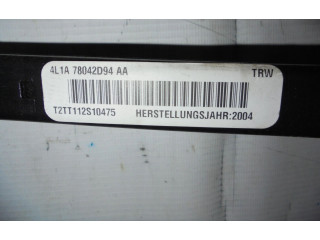 4L1A 78042D94 AA TRW
T2TT112S10475 HERSTELLUNGSJAHR:2004